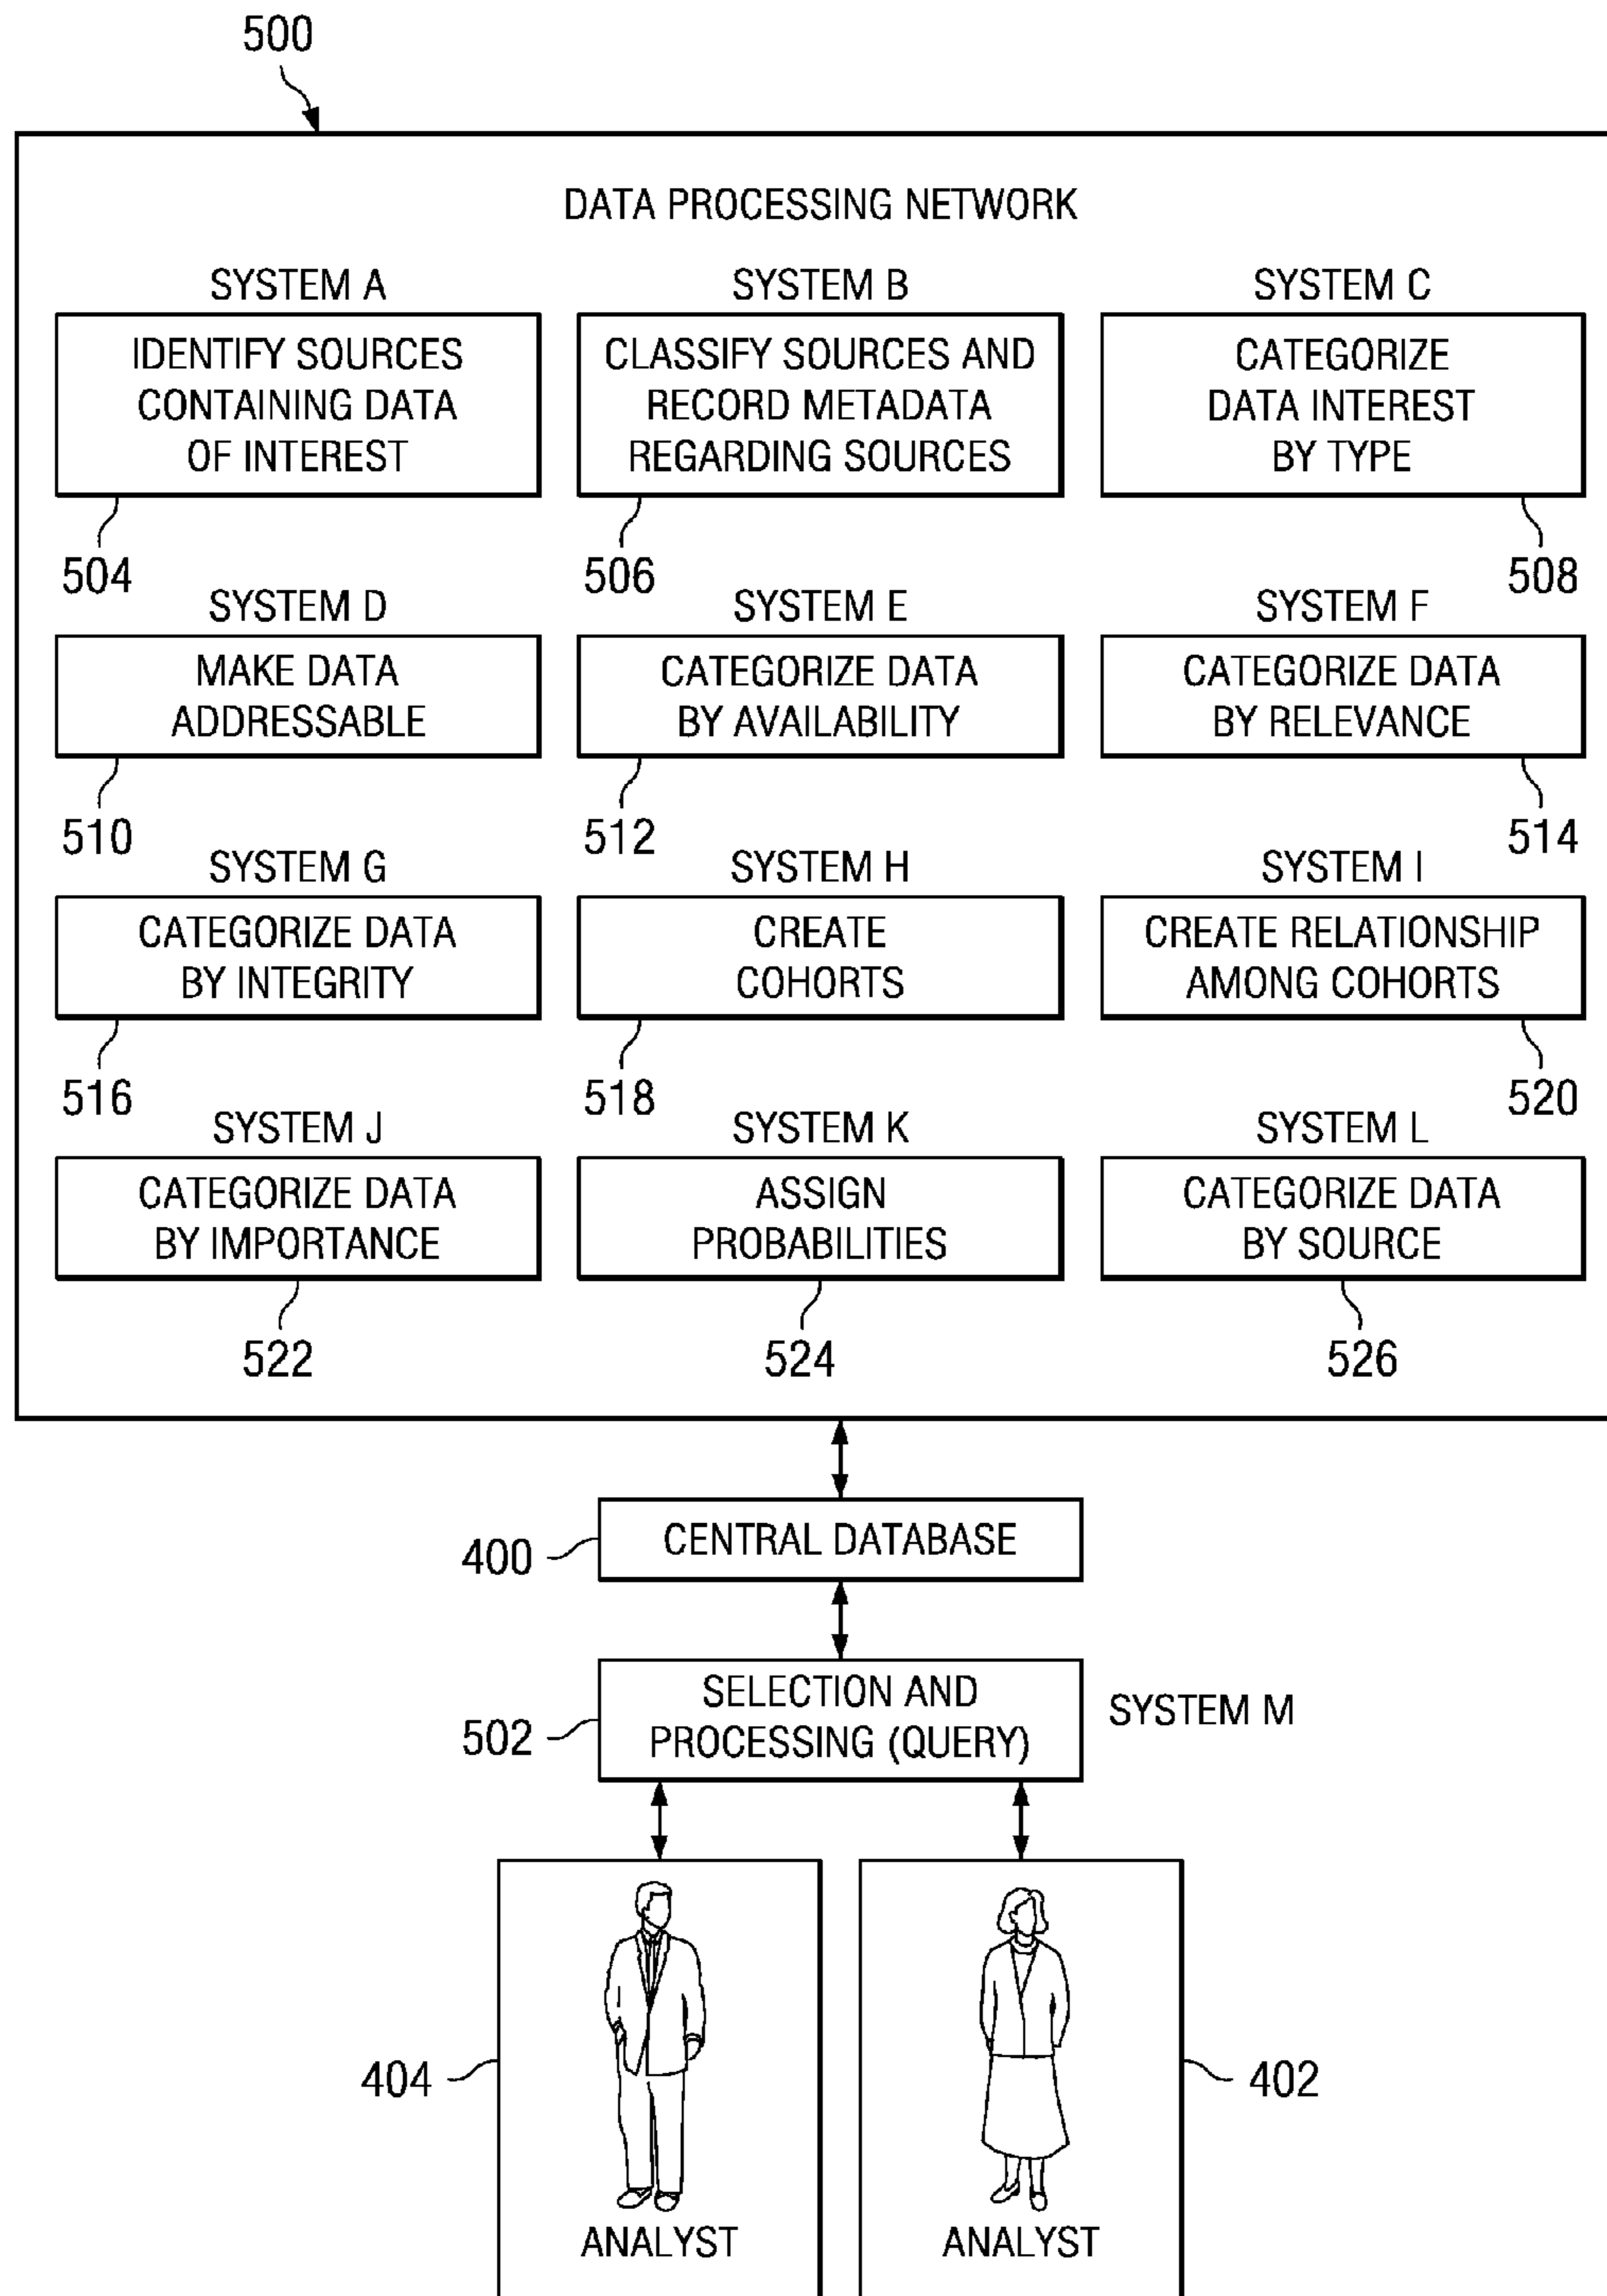 500
DATA PROCESSING NETWORK
SYSTEM A
IDENTIFY SOURCES
CONTAINING DATA
OF INTEREST
504
SYSTEM B
CLASSIFY SOURCES AND
RECORD METADATA
REGARDING SOURCES
506
SYSTEM C
CATEGORIZE
DATA INTEREST
BY TYPE
508
SYSTEM D
MAKE DATA
ADDRESSABLE
510
SYSTEM E
CATEGORIZE DATA
BY AVAILABILITY
512
SYSTEM F
CATEGORIZE DATA
BY RELEVANCE
514
SYSTEM G
CATEGORIZE DATA
BY INTEGRITY
516
SYSTEM H
CREATE
COHORTS
518
SYSTEM I
CREATE RELATIONSHIP
AMONG COHORTS
520
SYSTEM J
CATEGORIZE DATA
BY IMPORTANCE
522
SYSTEM K
ASSIGN
PROBABILITIES
524
SYSTEM L
CATEGORIZE DATA
BY SOURCE
526
400
CENTRAL DATABASE
502
SELECTION AND
PROCESSING (QUERY)
SYSTEM M
404
ANALYST
402
ANALYST